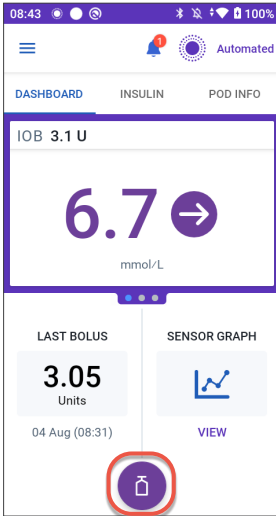 08:43 100%
1
Automated
DASHBOARD INSULIN POD INFO
IOB 3.1 U
6.7
mmol/L
LAST BOLUS SENSOR GRAPH
3.05
Units
04 Aug (08:31) VIEW